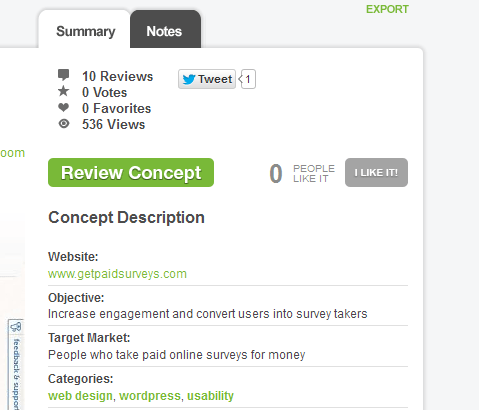 EXPORT
Summary
Notes
10 Reviews
0 Votes
0 Favorites
536 Views
Tweet
1
oom
Review Concept
0
PEOPLE
LIKE IT
I LIKE IT!
Concept Description
Website:
www.getpaidsurveys.com
Objective:
Increase engagement and convert users into survey takers
Target Market:
People who take paid online surveys for money
Categories:
web design, wordpress, usability
feedback & support